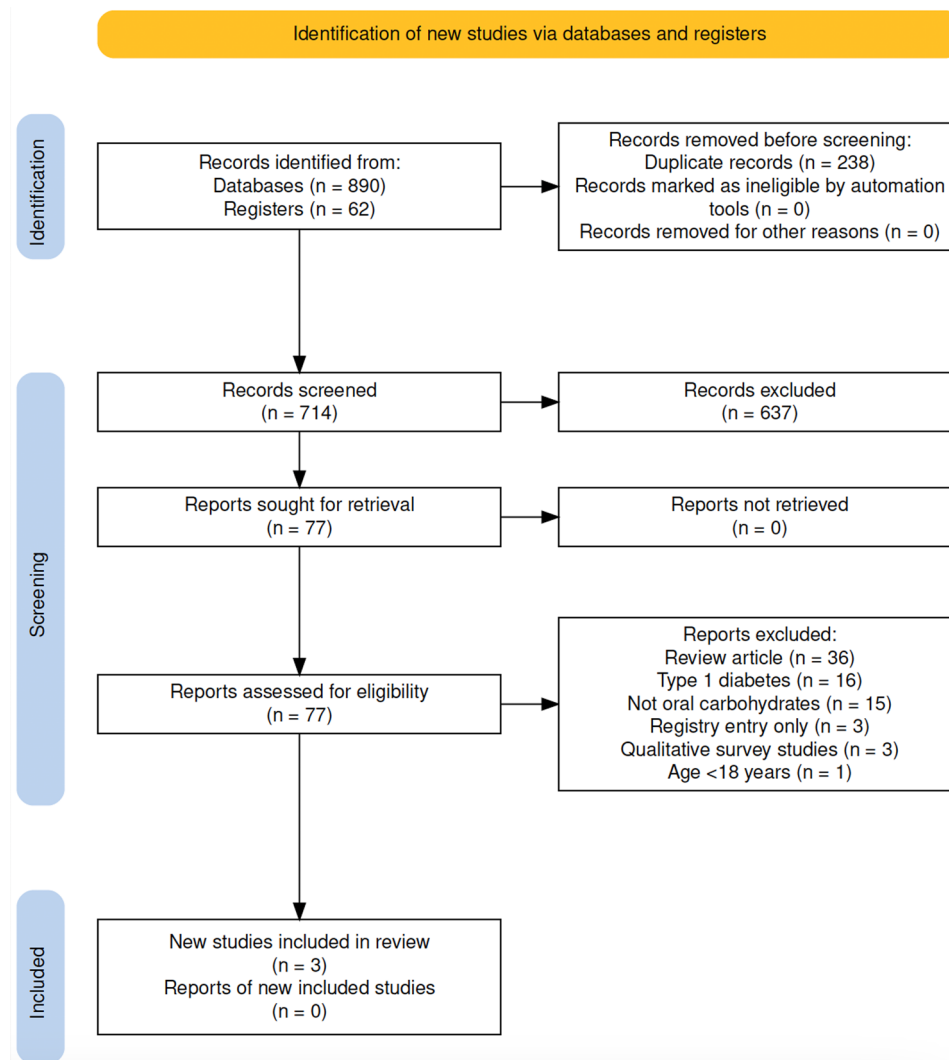 Identification of new studies via databases and registers
Identification
Records identified from:
Databases (n = 890)
Registers (n = 62)
Records removed before screening:
Duplicate records (n = 238)
Records marked as ineligible by automation
tools (n = 0)
Records removed for other reasons (n = 0)
Screening
Records screened
(n = 714)
Records excluded
(n = 637)
Reports sought for retrieval
(n = 77)
Reports not retrieved
(n = 0)
Reports assessed for eligibility
(n = 77)
Reports excluded:
Review article (n = 36)
Type 1 diabetes (n = 16)
Not oral carbohydrates (n = 15)
Registry entry only (n = 3)
Qualitative survey studies (n = 3)
Age <18 years (n = 1)
Included
New studies included in review
(n = 3)
Reports of new included studies
(n = 0)